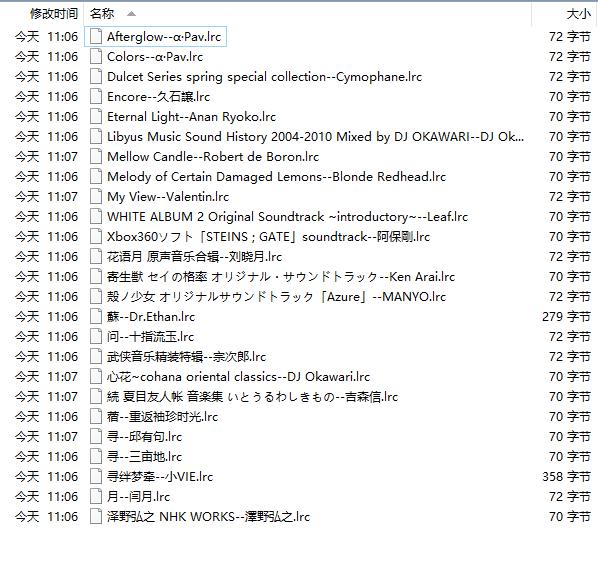 修改时间 名称 大小
今天 11:06 Afterglow--α·Pav.lrc 72 字节
今天 11:06 Colors--α·Pav.lrc 72 字节
今天 11:06 Dulcet Series spring special collection--Cymophane.lrc 72 字节
今天 11:06 Encore--久石譲.lrc 70 字节
今天 11:06 Eternal Light--Anan Ryoko.lrc 70 字节
今天 11:06 Libyus Music Sound History 2004-2010 Mixed by DJ OKAWARI--DJ Ok... 70 字节
今天 11:07 Mellow Candle--Robert de Boron.lrc 70 字节
今天 11:06 Melody of Certain Damaged Lemons--Blonde Redhead.lrc 70 字节
今天 11:07 My View--Valentin.lrc 72 字节
今天 11:06 WHITE ALBUM 2 Original Soundtrack ~introductory~--Leaf.lrc 70 字节
今天 11:06 Xbox360ソフト「STEINS ; GATE」soundtrack--阿保剛.lrc 70 字节
今天 11:06 花语月 原声音乐合辑--刘晓月.lrc 72 字节
今天 11:06 寄生獣 セイの格率 オリジナル・サウンドトラック--Ken Arai.lrc 70 字节
今天 11:06 殻ノ少女 オリジナルサウンドトラック「Azure」--MANYO.lrc 72 字节
今天 11:06 蘇--Dr.Ethan.lrc 279 字节
今天 11:06 问--十指流玉.lrc 72 字节
今天 11:06 武侠音乐精装特辑--宗次郎.lrc 72 字节
今天 11:07 心花~cohana oriental classics--DJ Okawari.lrc 70 字节
今天 11:07 続 夏目友人帐 音楽集 いとうるわしきもの--吉森信.lrc 70 字节
今天 11:06 蓿--重返袖珍时光.lrc 70 字节
今天 11:07 寻--邱有句.lrc 70 字节
今天 11:06 寻--三亩地.lrc 70 字节
今天 11:06 寻绊梦牵--小VIE.lrc 358 字节
今天 11:06 月--闫月.lrc 72 字节
今天 11:06 泽野弘之 NHK WORKS--澤野弘之.lrc 70 字节